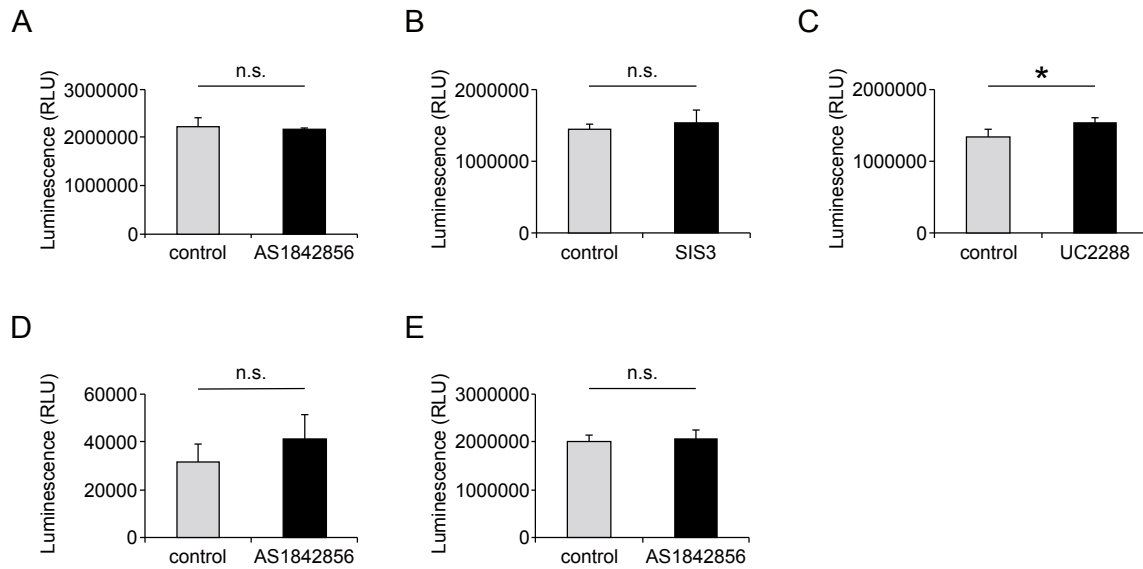 A
Luminescence (RLU)
3000000
2000000
1000000
0
n.s.
control
AS1842856
B
Luminescence (RLU)
2000000
1000000
0
n.s.
control
SIS3
C
Luminescence (RLU)
2000000
1000000
0
*
control
UC2288
D
Luminescence (RLU)
60000
40000
20000
0
n.s.
control
AS1842856
E
Luminescence (RLU)
3000000
2000000
1000000
0
n.s.
control
AS1842856